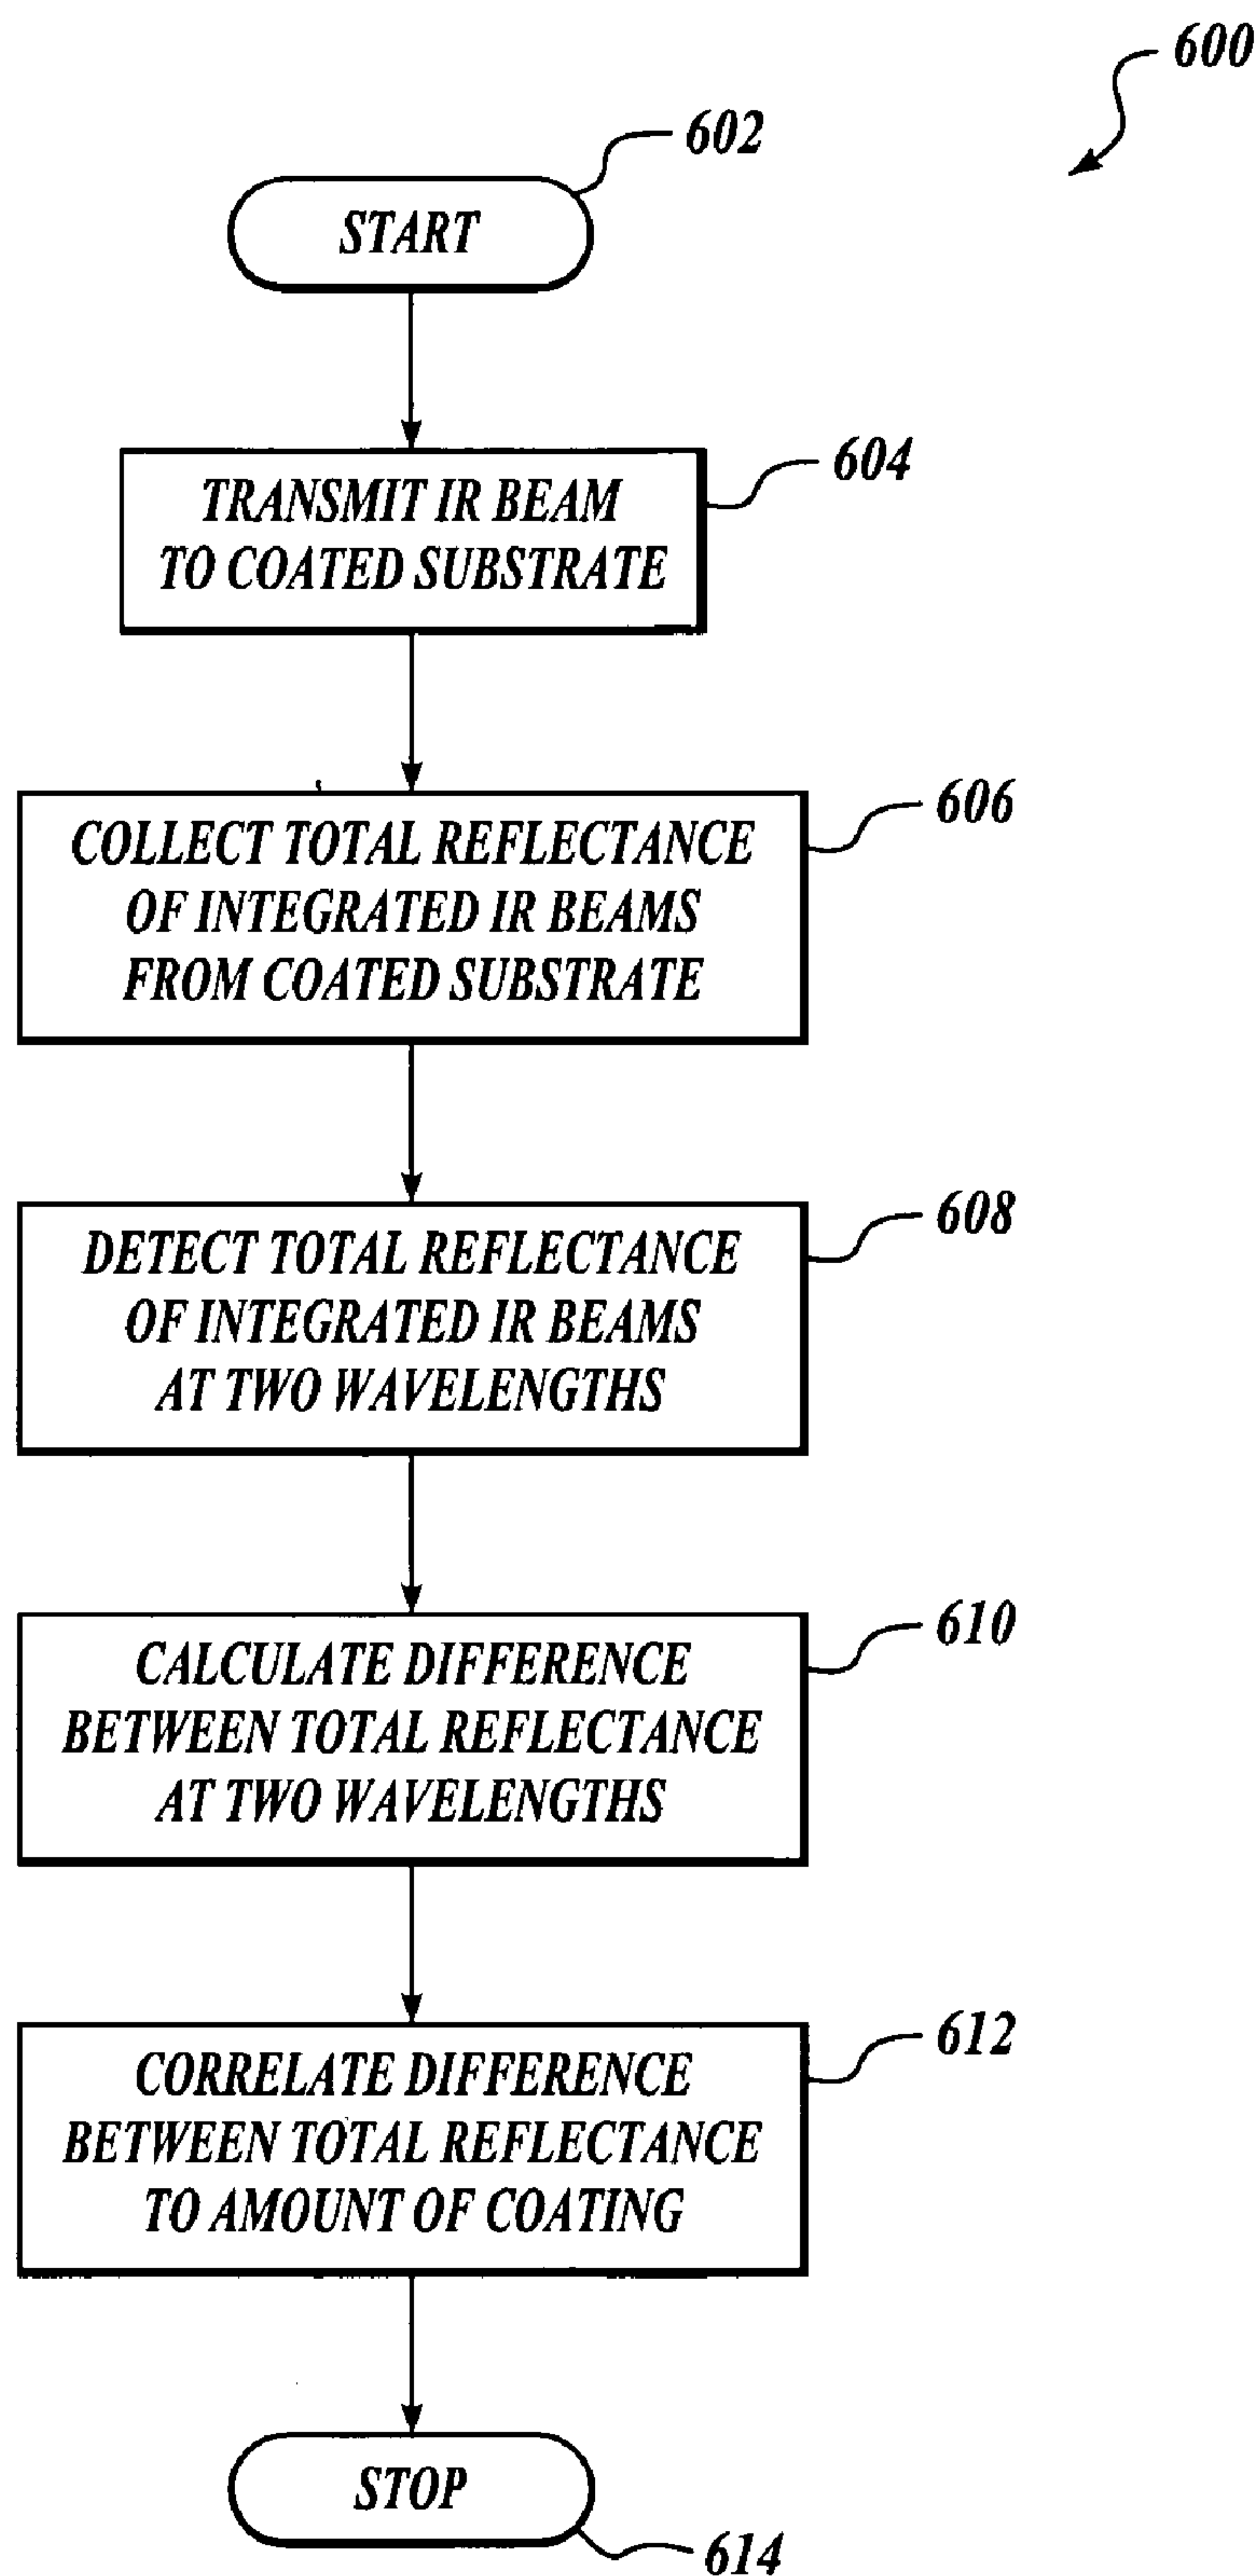 600
602
START
604
TRANSMIT IR BEAM
TO COATED SUBSTRATE
606
COLLECT TOTAL REFLECTANCE
OF INTEGRATED IR BEAMS
FROM COATED SUBSTRATE
608
DETECT TOTAL REFLECTANCE
OF INTEGRATED IR BEAMS
AT TWO WAVELENGTHS
610
CALCULATE DIFFERENCE
BETWEEN TOTAL REFLECTANCE
AT TWO WAVELENGTHS
612
CORRELATE DIFFERENCE
BETWEEN TOTAL REFLECTANCE
TO AMOUNT OF COATING
STOP
614